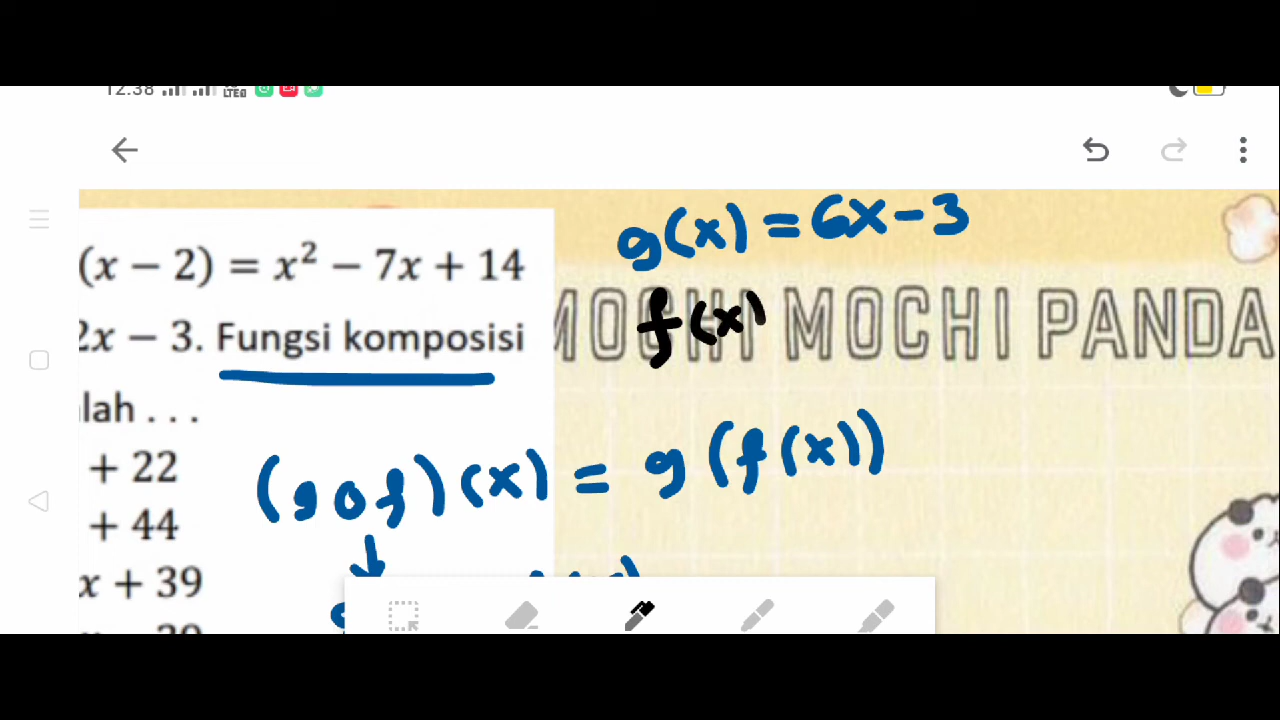 12.38
(x − 2) = x² − 7x + 14
2x − 3. Fungsi komposisi
lah . . .
+ 22
+ 44
x + 39
g(x) = 6x - 3
f(x)
MOCHI MOCHI PANDA
(gof)(x) = g(f(x))